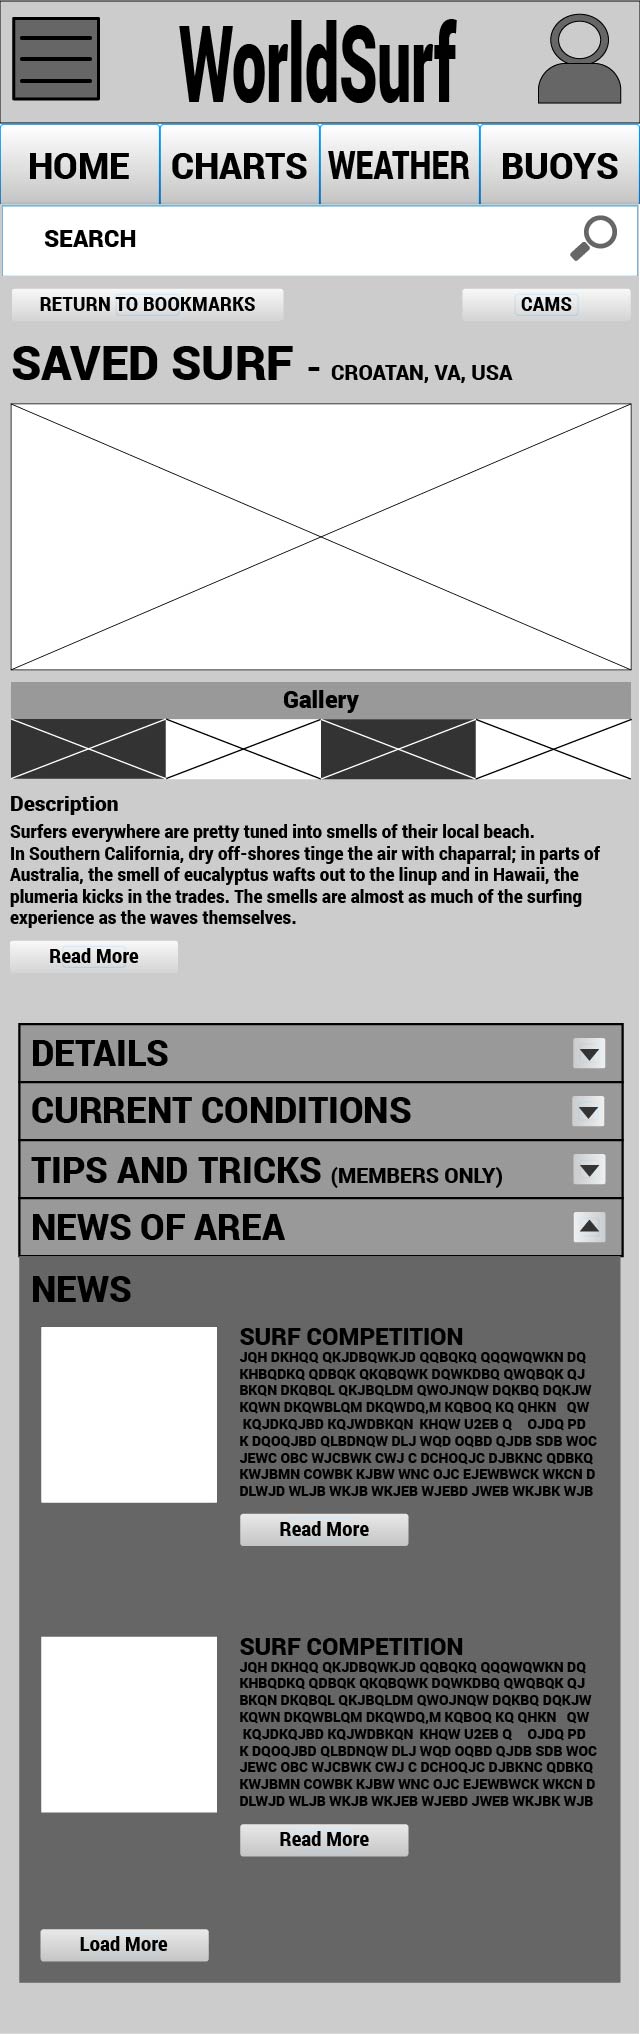 WorldSurf
HOME CHARTS WEATHER BUOYS
SEARCH
RETURN TO BOOKMARKS CAMS
SAVED SURF - CROATAN, VA, USA
Gallery
Description
Surfers everywhere are pretty tuned into smells of their local beach.
In Southern California, dry off-shores tinge the air with chaparral; in parts of
Australia, the smell of eucalyptus wafts out to the linup and in Hawaii, the
plumeria kicks in the trades. The smells are almost as much of the surfing
experience as the waves themselves.
Read More
DETAILS
CURRENT CONDITIONS
TIPS AND TRICKS (MEMBERS ONLY)
NEWS OF AREA
NEWS
SURF COMPETITION
JQH DKHQQ QKJDBQWKJD QQBQKQ QQQWQWKN DQ
KHBQDKQ QDBQK QKQBQWK DQWKDBQ QWQBQK QJ
BKQN DKQBQL QKJBQLDM QWOJNQW DQKBQ DQKJW
KQWN DKQWBLQM DKQWDQ,M KQBOQ KQ QHKN QW
KQJDKQJBD KQJWDBKQN KHQW U2EB Q OJDQ PD
K DQOQJBD QLBDNQW DLJ WQD OQBD QJDB SDB WOC
JEWC OBC WJCBWK CWJ C DCHOQJC DJBKNC QDBKQ
KWJBMN COWBK KJBW WNC OJC EJEWBWCK WKCN D
DLWJD WLJB WKJB WKJEB WJEBD JWEB WKJBK WJB
Read More
SURF COMPETITION
JQH DKHQQ QKJDBQWKJD QQBQKQ QQQWQWKN DQ
KHBQDKQ QDBQK QKQBQWK DQWKDBQ QWQBQK QJ
BKQN DKQBQL QKJBQLDM QWOJNQW DQKBQ DQKJW
KQWN DKQWBLQM DKQWDQ,M KQBOQ KQ QHKN QW
KQJDKQJBD KQJWDBKQN KHQW U2EB Q OJDQ PD
K DQOQJBD QLBDNQW DLJ WQD OQBD QJDB SDB WOC
JEWC OBC WJCBWK CWJ C DCHOQJC DJBKNC QDBKQ
KWJBMN COWBK KJBW WNC OJC EJEWBWCK WKCN D
DLWJD WLJB WKJB WKJEB WJEBD JWEB WKJBK WJB
Read More
Load More